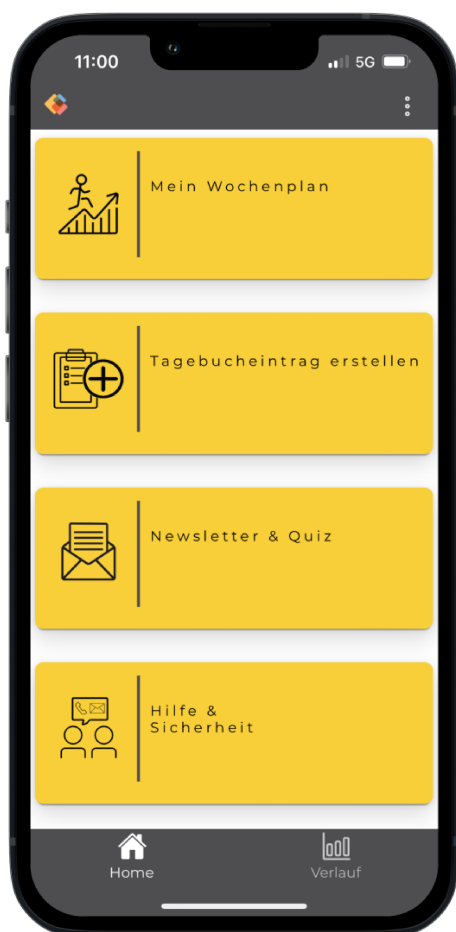 11:00
5G
Mein Wochenplan
Tagebucheintrag erstellen
Newsletter & Quiz
Hilfe &
Sicherheit
Home
Verlauf